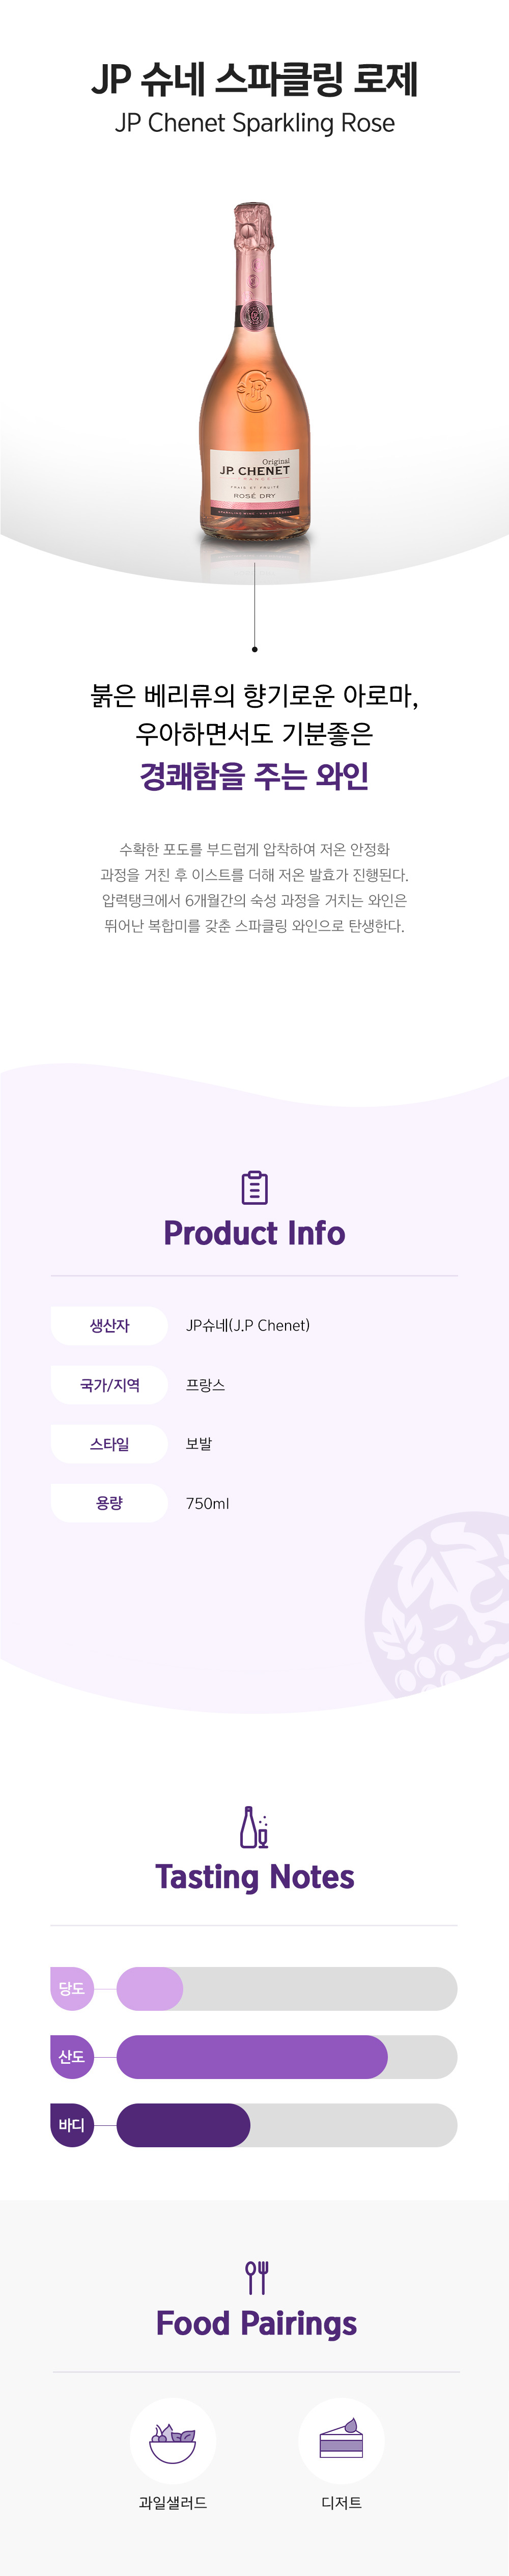 JP 슈네 스파클링 로제
JP Chenet Sparkling Rose
Original
JP. CHENET
FRANCE
FRAIS ET FRUITÉ
ROSÉ DRY
SPARKLING WINE - VIN MOUSSEUX
붉은 베리류의 향기로운 아로마,
우아하면서도 기분좋은
경쾌함을 주는 와인
수확한 포도를 부드럽게 압착하여 저온 안정화
과정을 거친 후 이스트를 더해 저온 발효가 진행된다.
압력탱크에서 6개월간의 숙성 과정을 거치는 와인은
뛰어난 복합미를 갖춘 스파클링 와인으로 탄생한다.
Product Info
생산자 JP슈네(J.P Chenet)
국가/지역 프랑스
스타일 보발
용량 750ml
Tasting Notes
당도
산도
바디
Food Pairings
과일샐러드 디저트